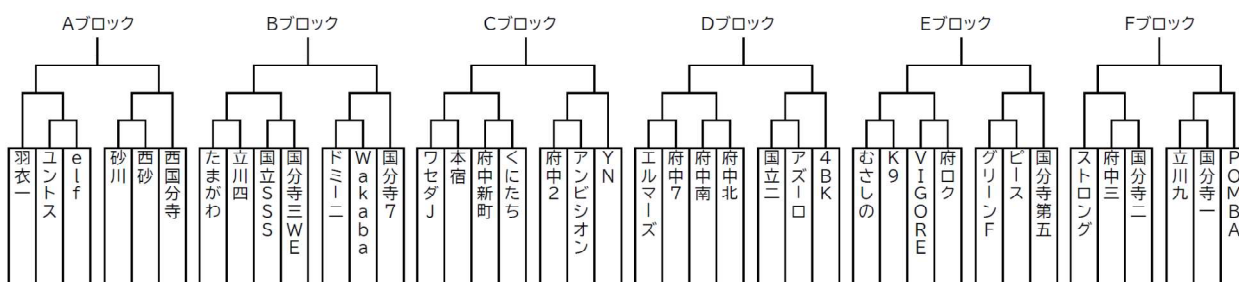 Aブロック
Bブロック
Cブロック
Dブロック
Eブロック
Fブロック
羽衣一
ユントス
elf
砂川
西砂
西国分寺
たまがわ
立川四
国立SSS
国分寺三WE
ドミーニ
Wakaba
国分寺7
ワセダJ
本宿
府中新町
くにたち
府中2
アンビシオン
YN
エルマーズ
府中7
府中南
府中北
国立二
アズーロ
4BK
むさしの
K9
VIGORE
府ロク
グリーンF
ピース
国分寺第五
ストロング
府中三
国分寺二
立川九
国分寺一
POMBA